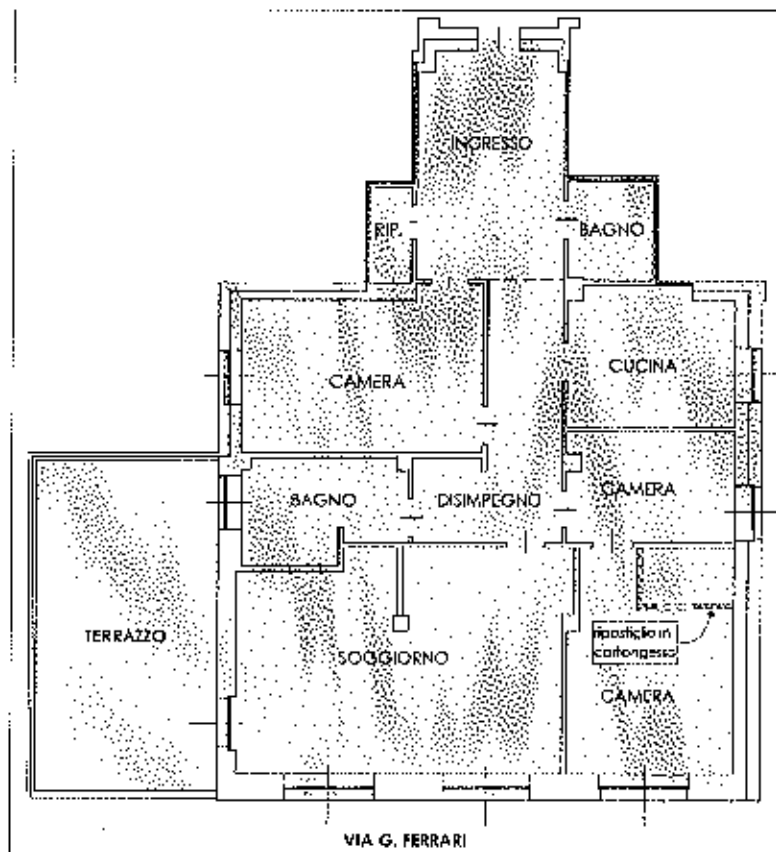 INGRESSO
RIP.
BAGNO
CAMERA
CUCINA
BAGNO
DISIMPEGNO
CAMERA
TERRAZZO
SOGGIORNO
ripostiglio in
cartongesso
CAMERA
VIA G. FERRARI